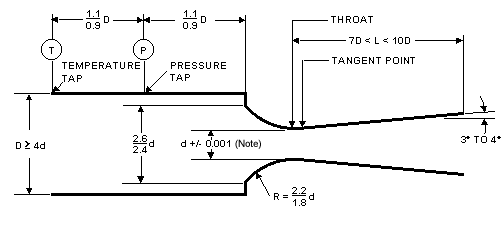 1.1
0.9 D
1.1
0.9 D
THROAT
7D < L < 10D
T
P
TEMPERATURE
TAP
PRESSURE
TAP
TANGENT POINT
D ≥ 4d
2.6
2.4 d
d +/- 0.001 (Note)
3° TO 4°
R = 2.2
1.8 d